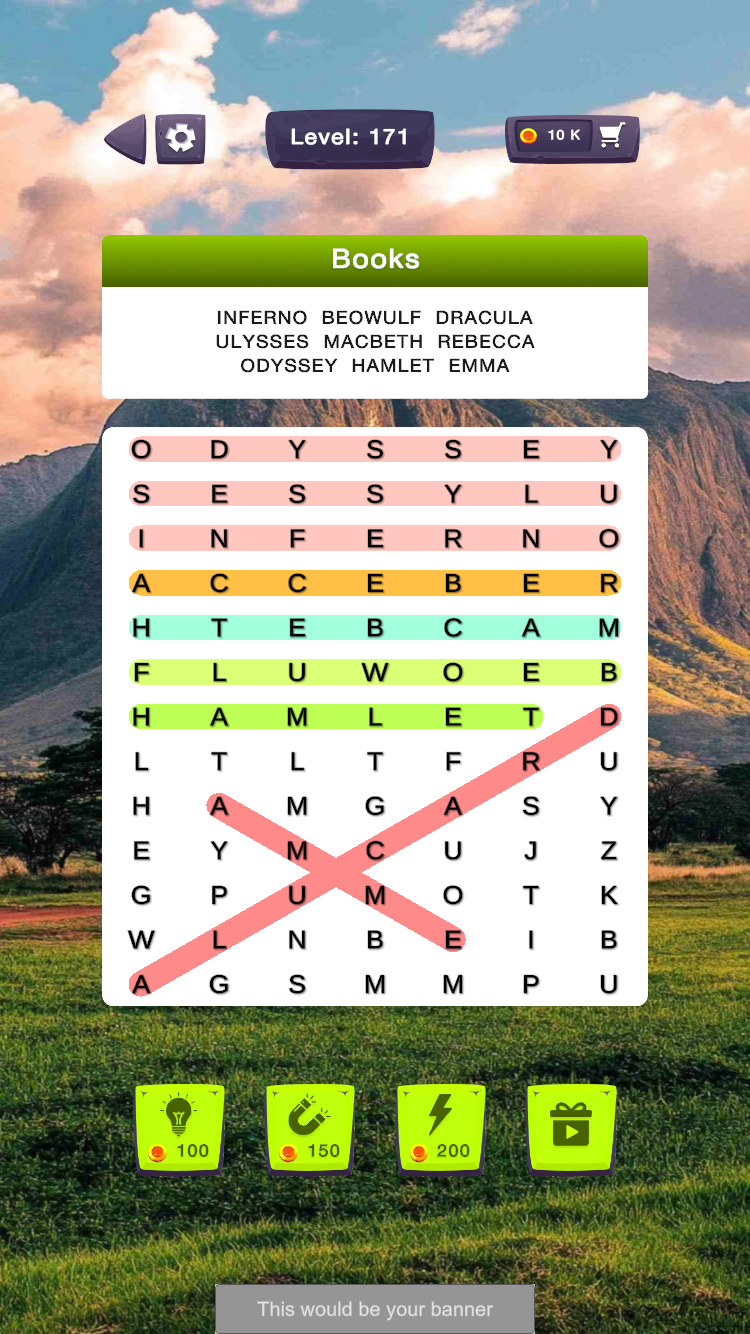 Level: 171
10 K
Books
INFERNO BEOWULF DRACULA
ULYSSES MACBETH REBECCA
ODYSSEY HAMLET EMMA
O D Y S S E Y
S E S S Y L U
I N F E R N O
A C C E B E R
H T E B C A M
F L U W O E B
H A M L E T D
L T L T F R U
H A M G A S Y
E Y M C U J Z
G P U M O T K
W L N B E I B
A G S M M P U
100 150 200
This would be your banner